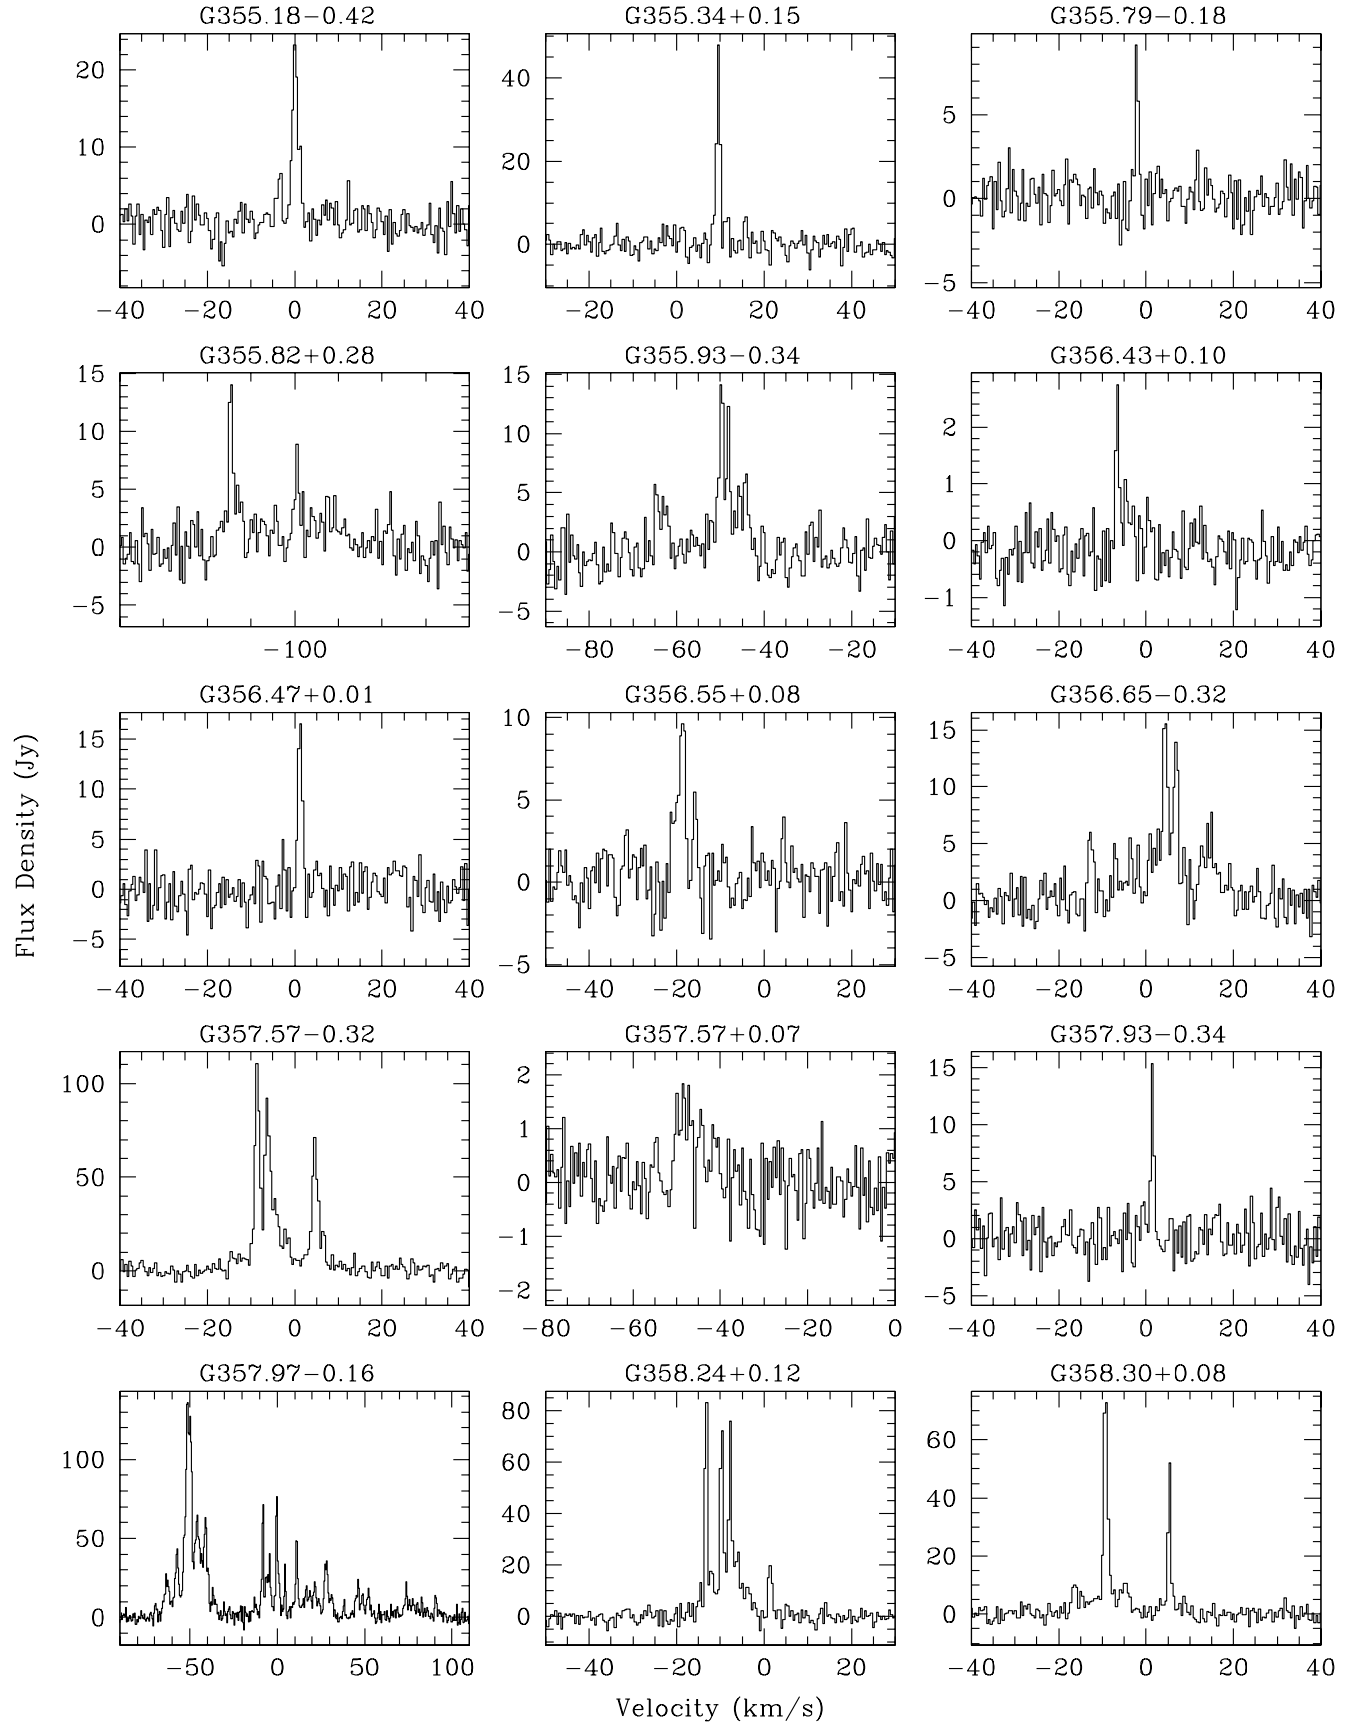 G355.18−0.42 G355.34+0.15 G355.79−0.18
20 40 5
10 20 0
0 0 −5
−40 −20 0 20 40 −20 0 20 40 −40 −20 0 20 40
G355.82+0.28 G355.93−0.34 G356.43+0.10
15 15 2
10 10 1
5 5 0
0 0 −1
−5 −5
−100 −80 −60 −40 −20 −40 −20 0 20 40
G356.47+0.01 G356.55+0.08 G356.65−0.32
15 10 15
10 5 10
5 0 5
0 −5 0
−5 −5
−40 −20 0 20 40 −40 −20 0 20 −40 −20 0 20 40
Flux Density (Jy)
G357.57−0.32 G357.57+0.07 G357.93−0.34
100 2 15
50 1 10
0 0 5
−1 0
−2 −5
−40 −20 0 20 40 −80 −60 −40 −20 0 −40 −20 0 20 40
G357.97−0.16 G358.24+0.12 G358.30+0.08
100 80 60
50 60 40
0 40 20
20 0
0
−50 0 50 100 −40 −20 0 20 −40 −20 0 20 40
Velocity (km/s)